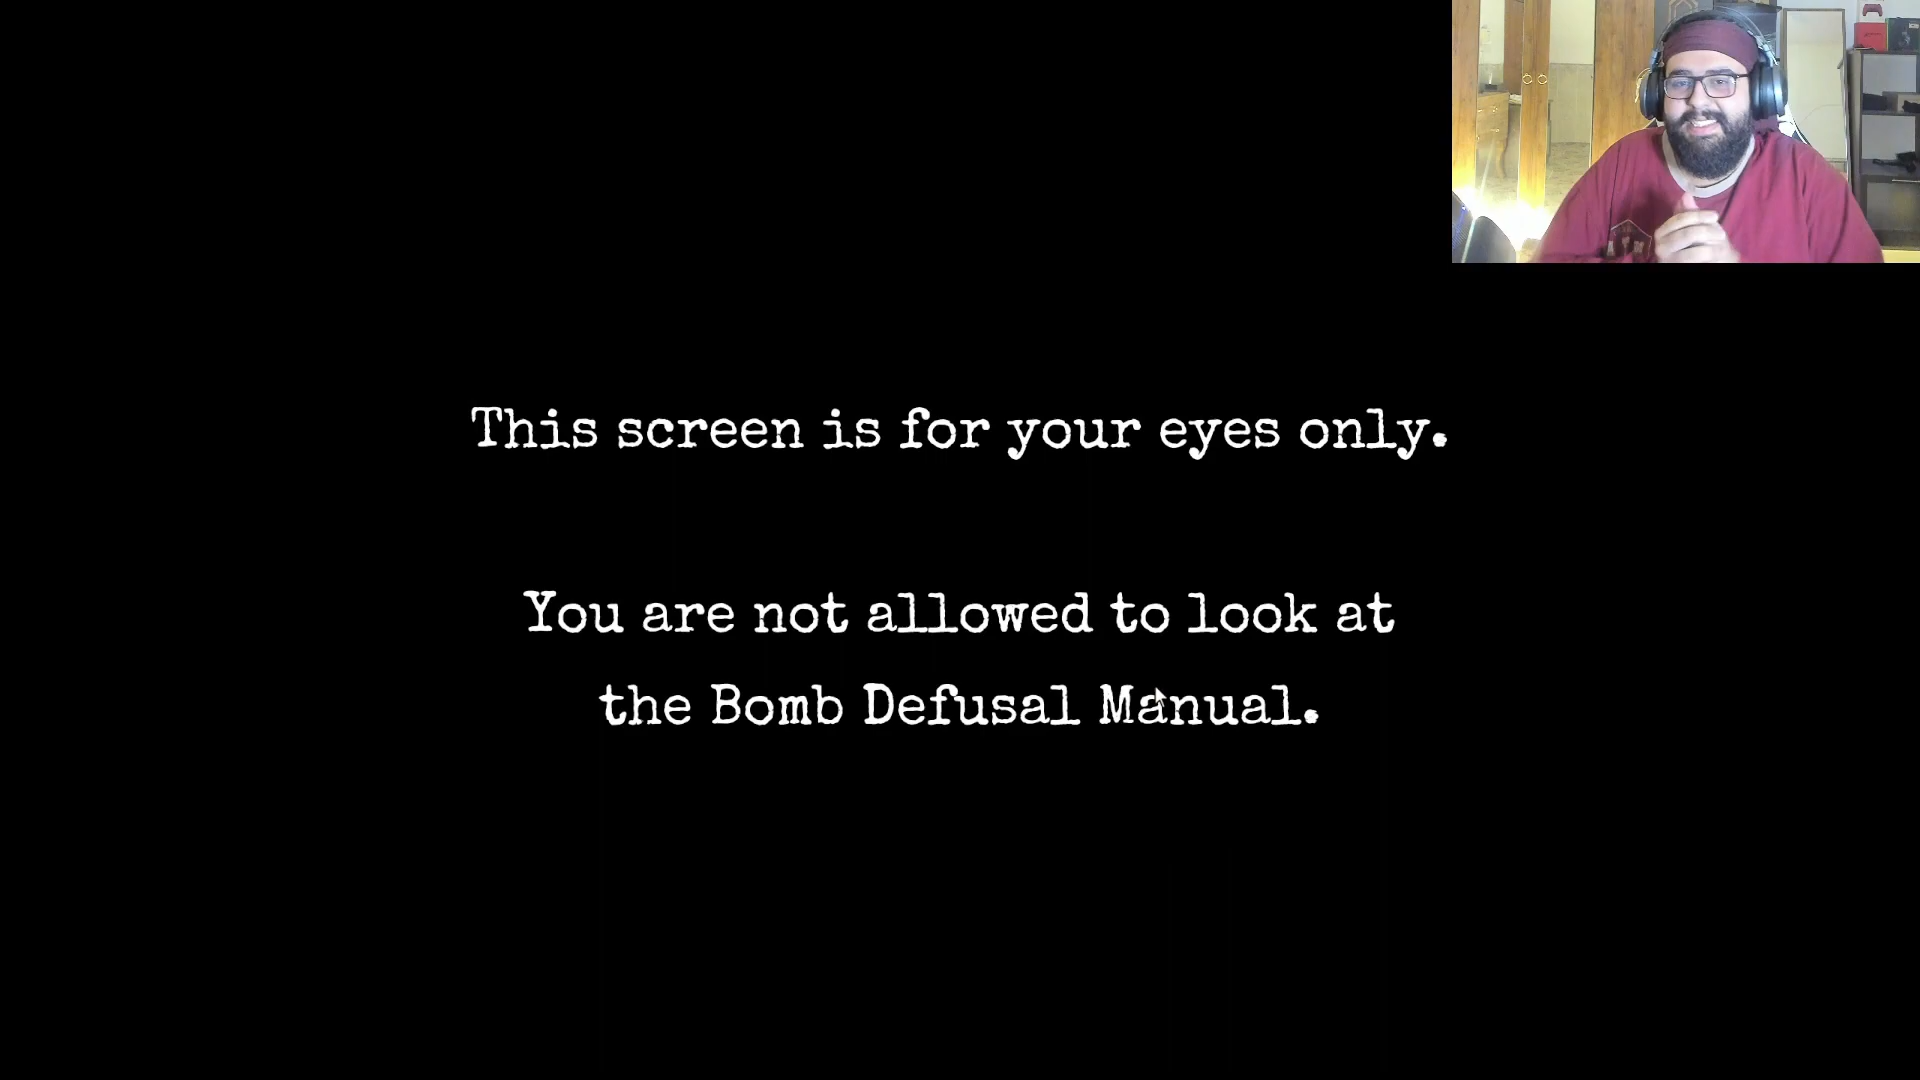 This screen is for your eyes only.
You are not allowed to look at
the Bomb Defusal Manual.